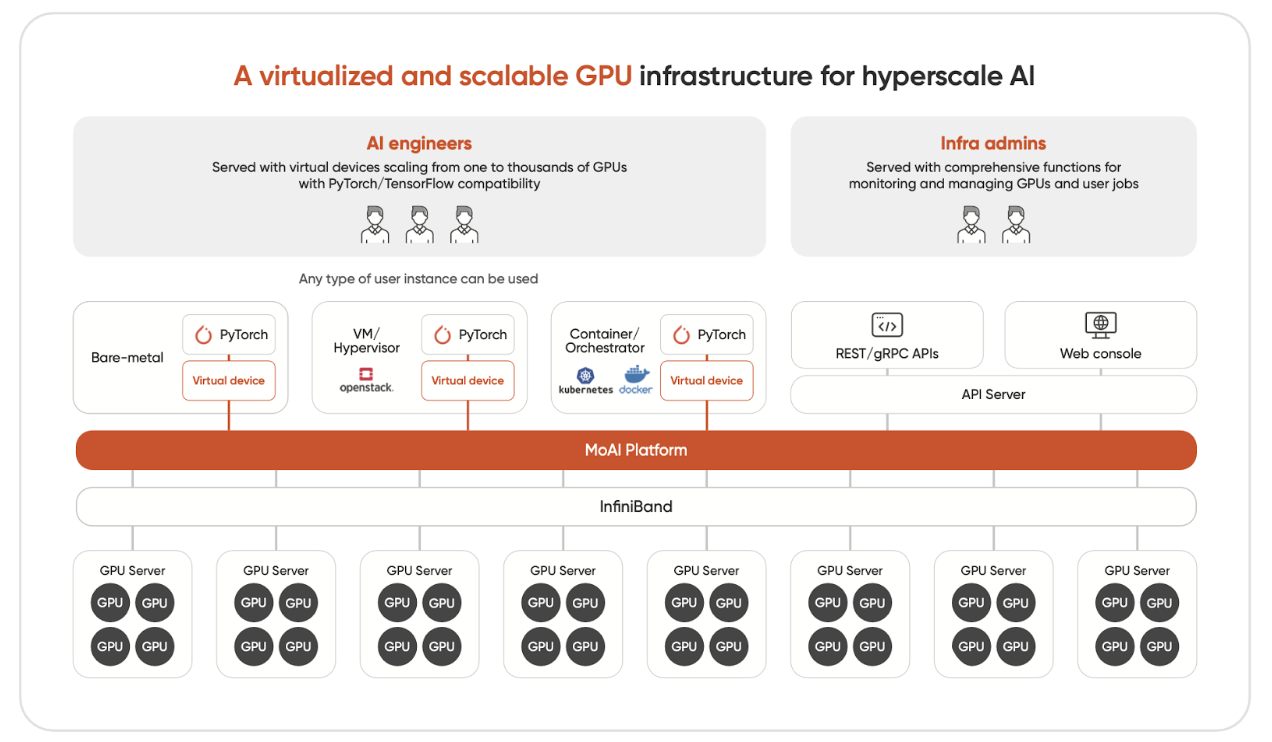 A virtualized and scalable GPU infrastructure for hyperscale AI
AI engineers
Served with virtual devices scaling from one to thousands of GPUs
with PyTorch/TensorFlow compatibility
Infra admins
Served with comprehensive functions for
monitoring and managing GPUs and user jobs
Any type of user instance can be used
Bare-metal
PyTorch
Virtual device
VM/
Hypervisor
openstack.
PyTorch
Virtual device
Container/
Orchestrator
kubernetes
docker
PyTorch
Virtual device
REST/gRPC APIs
Web console
API Server
MoAI Platform
InfiniBand
GPU Server
GPU GPU
GPU GPU
GPU Server
GPU GPU
GPU GPU
GPU Server
GPU GPU
GPU GPU
GPU Server
GPU GPU
GPU GPU
GPU Server
GPU GPU
GPU GPU
GPU Server
GPU GPU
GPU GPU
GPU Server
GPU GPU
GPU GPU
GPU Server
GPU GPU
GPU GPU